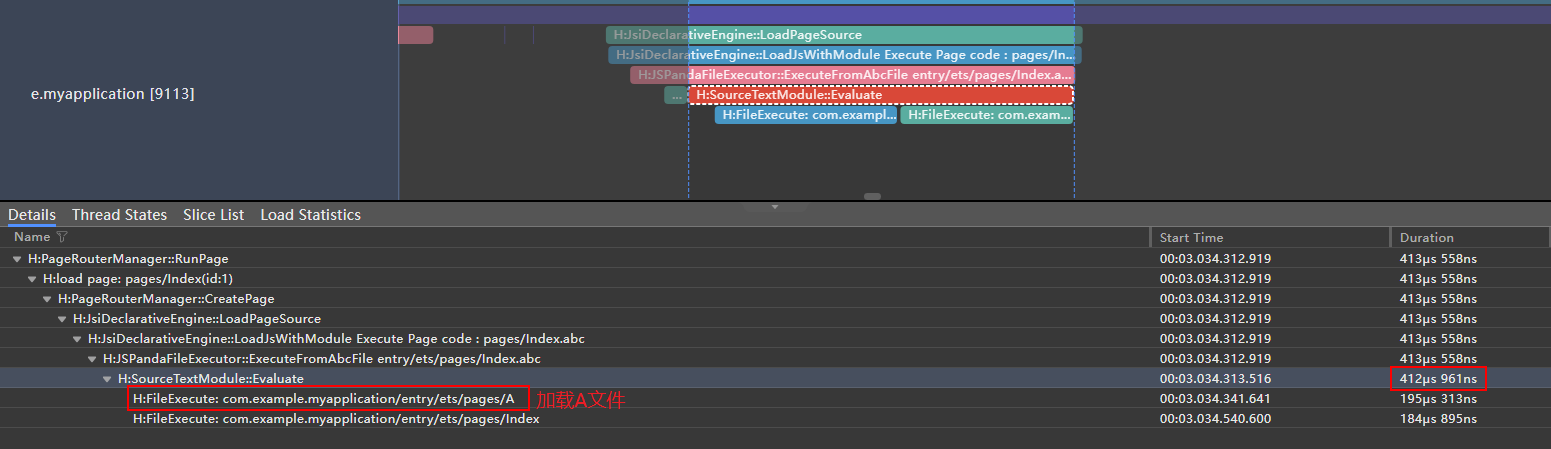 H:JsiDeclarativeEngine::LoadPageSource
H:JsiDeclarativeEngine::LoadJsWithModule Execute Page code : pages/In...
H:JSPandaFileExecutor::ExecuteFromAbcFile entry/ets/pages/Index.a...
e.myapplication [9113]
... H:SourceTextModule::Evaluate
H:FileExecute: com.exampl... H:FileExecute: com.exam...
Details Thread States Slice List Load Statistics
Name Start Time Duration
H:PageRouterManager::RunPage 00:03.034.312.919 413μs 558ns
H:load page: pages/Index(id:1) 00:03.034.312.919 413μs 558ns
H:PageRouterManager::CreatePage 00:03.034.312.919 413μs 558ns
H:JsiDeclarativeEngine::LoadPageSource 00:03.034.312.919 413μs 558ns
H:JsiDeclarativeEngine::LoadJsWithModule Execute Page code : pages/Index.abc 00:03.034.312.919 413μs 558ns
H:JSPandaFileExecutor::ExecuteFromAbcFile entry/ets/pages/Index.abc 00:03.034.312.919 413μs 558ns
H:SourceTextModule::Evaluate 00:03.034.313.516 412μs 961ns
H:FileExecute: com.example.myapplication/entry/ets/pages/A 加载A文件 00:03.034.341.641 195μs 313ns
H:FileExecute: com.example.myapplication/entry/ets/pages/Index 00:03.034.540.600 184μs 895ns